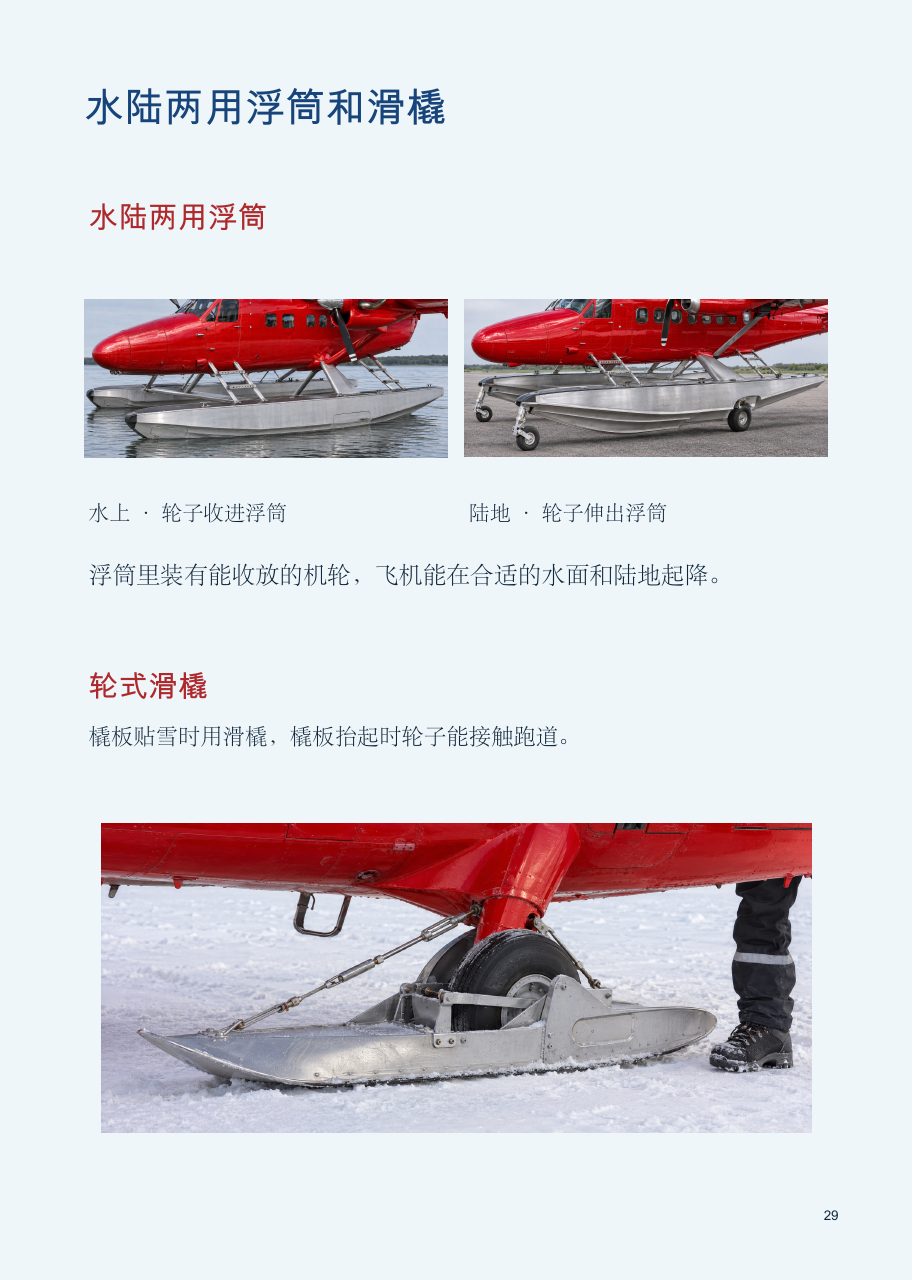 水陆两用浮筒和滑橇
水陆两用浮筒
水上 · 轮子收进浮筒
陆地 · 轮子伸出浮筒
浮筒里装有能收放的机轮，飞机能在合适的水面和陆地起降。
轮式滑橇
橇板贴雪时用滑橇，橇板抬起时轮子能接触跑道。
29